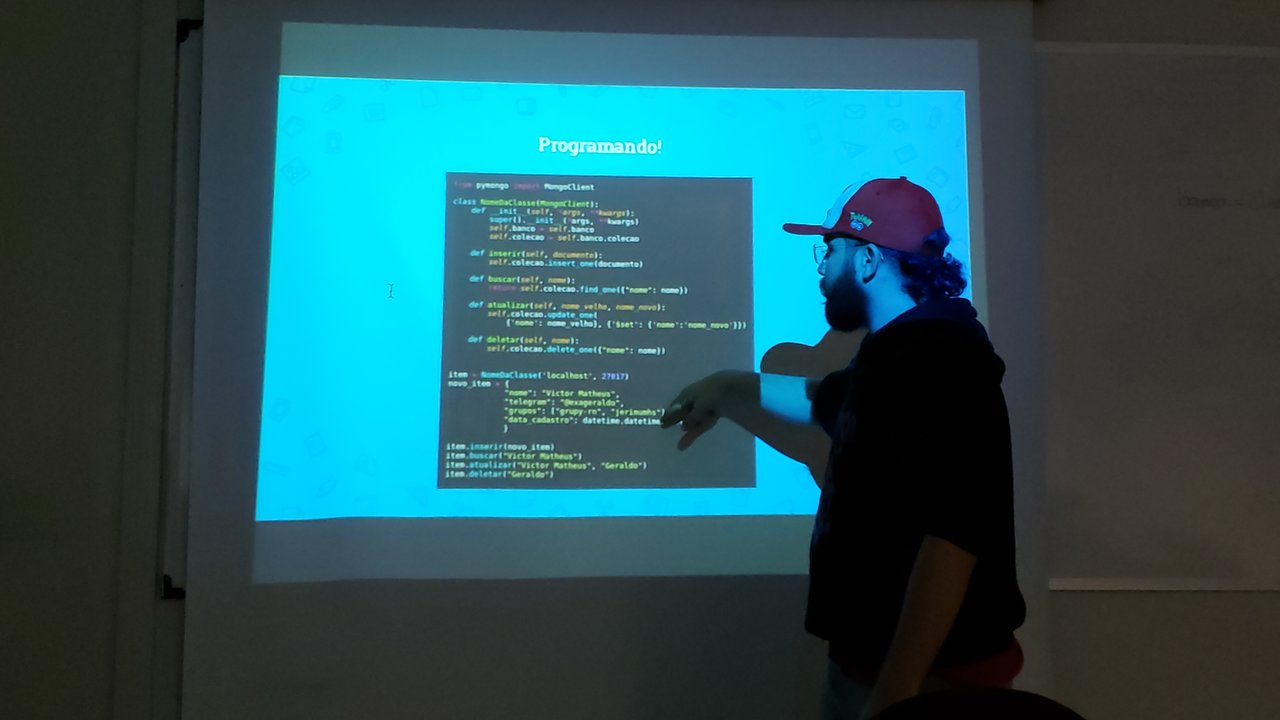 Programando!
from pymongo import MongoClient
class NomeDaClasse(MongoClient):
def __init__(self, *args, **kwargs):
super().__init__(*args, **kwargs)
self.banco = self.banco
self.colecao = self.banco.colecao
def inserir(self, documento):
self.colecao.insert_one(documento)
def buscar(self, nome):
return self.colecao.find_one({"nome": nome})
def atualizar(self, nome_velho, nome_novo):
self.colecao.update_one(
{'nome': nome_velho}, {'$set': {'nome':'nome_novo'}})
def deletar(self, nome):
self.colecao.delete_one({"nome": nome})
item = NomeDaClasse('localhost', 27017)
novo_item = {
"nome": "Victor Matheus",
"telegram": "@exageraldo",
"grupos": ["grupy-rn", "jerimumhs"]
"data_cadastro": datetime.datetime
}
item.inserir(novo_item)
item.buscar("Victor Matheus")
item.atualizar("Victor Matheus", "Geraldo")
item.deletar("Geraldo")